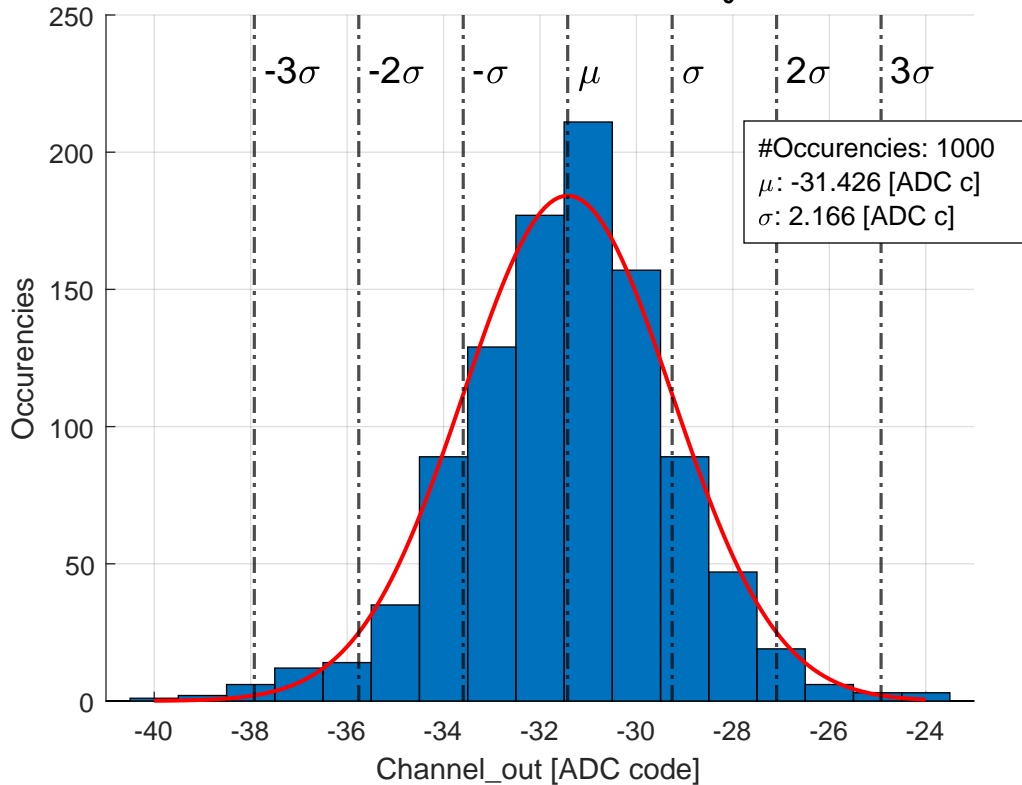 250
200
150
100
50
0
-3σ
-2σ
-σ
μ
σ
2σ
3σ
#Occurencies: 1000
μ: -31.426 [ADC c]
σ: 2.166 [ADC c]
Occurencies
-40
-38
-36
-34
-32
-30
-28
-26
-24
Channel_out [ADC code]